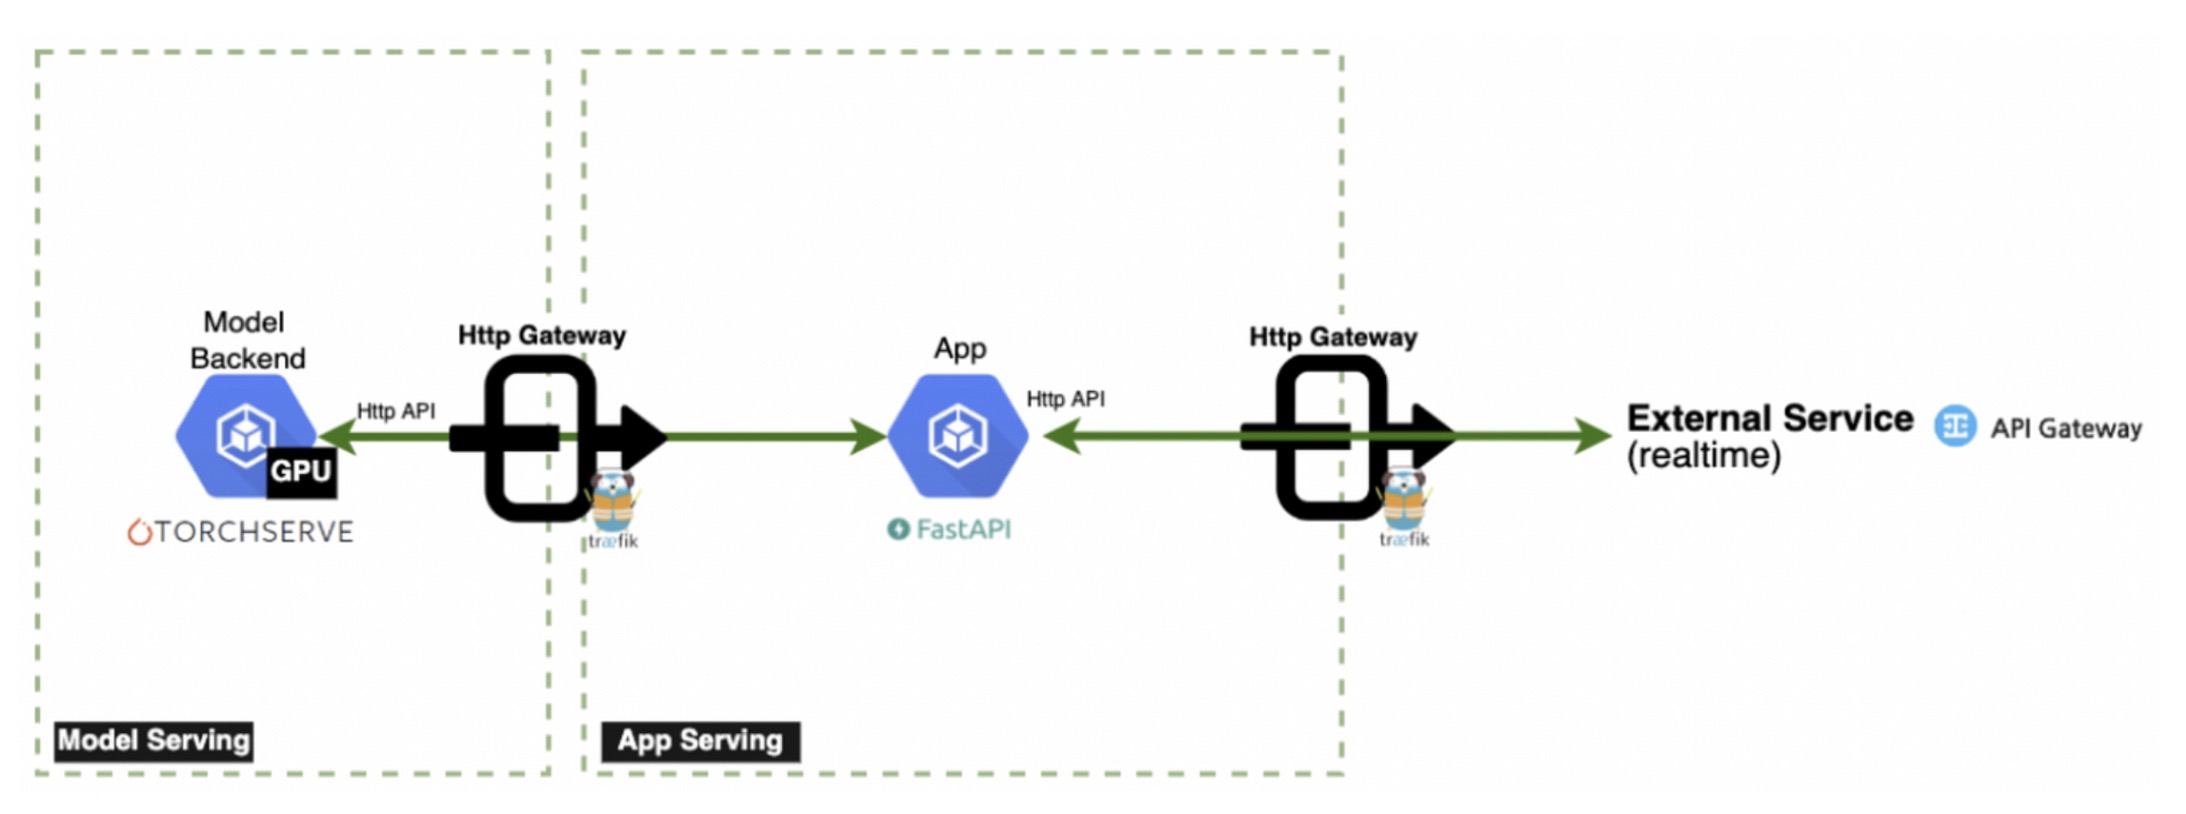 Model
Backend
GPU
TORCHSERVE
Http API
Http Gateway
træfik
App
FastAPI
Http API
Http Gateway
træfik
External Service
(realtime)
API Gateway
Model Serving
App Serving